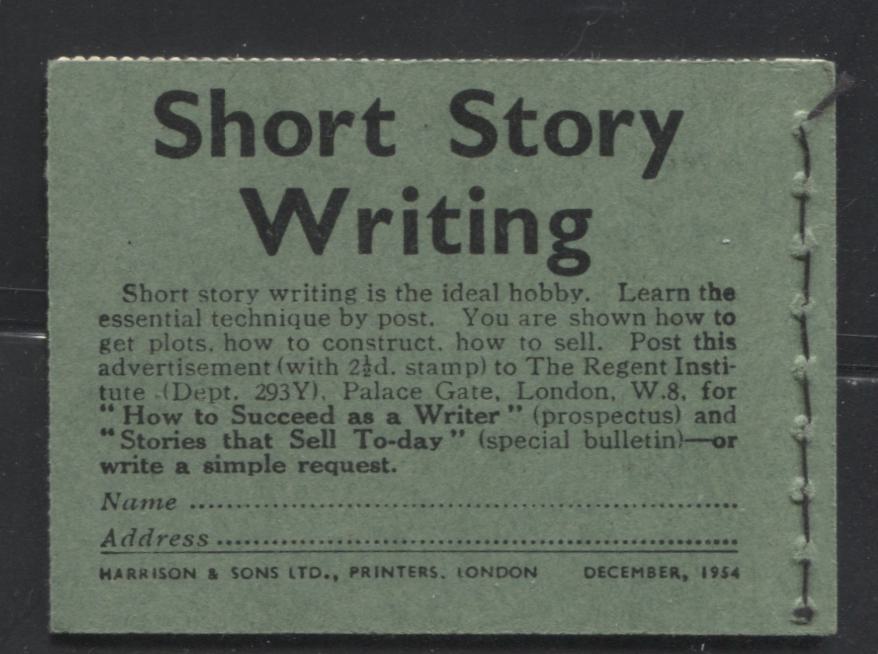 Short Story
Writing
Short story writing is the ideal hobby. Learn the
essential technique by post. You are shown how to
get plots, how to construct, how to sell. Post this
advertisement (with 2½d. stamp) to The Regent Insti-
tute (Dept. 293Y), Palace Gate, London, W.8, for
“How to Succeed as a Writer” (prospectus) and
“Stories that Sell To-day” (special bulletin)—or
write a simple request.
Name ................................................................
Address ................................................................
HARRISON & SONS LTD., PRINTERS, LONDON DECEMBER, 1954